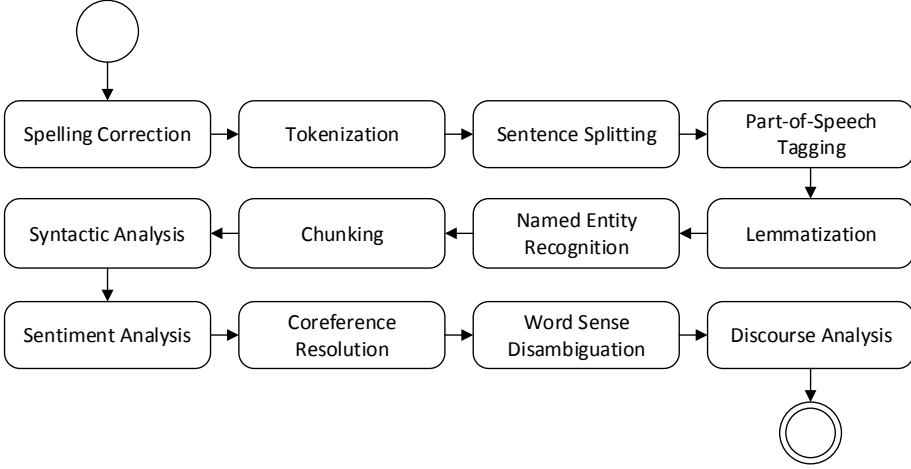 Spelling Correction
Tokenization
Sentence Splitting
Part-of-Speech
Tagging
Lemmatization
Named Entity
Recognition
Chunking
Syntactic Analysis
Sentiment Analysis
Coreference
Resolution
Word Sense
Disambiguation
Discourse Analysis